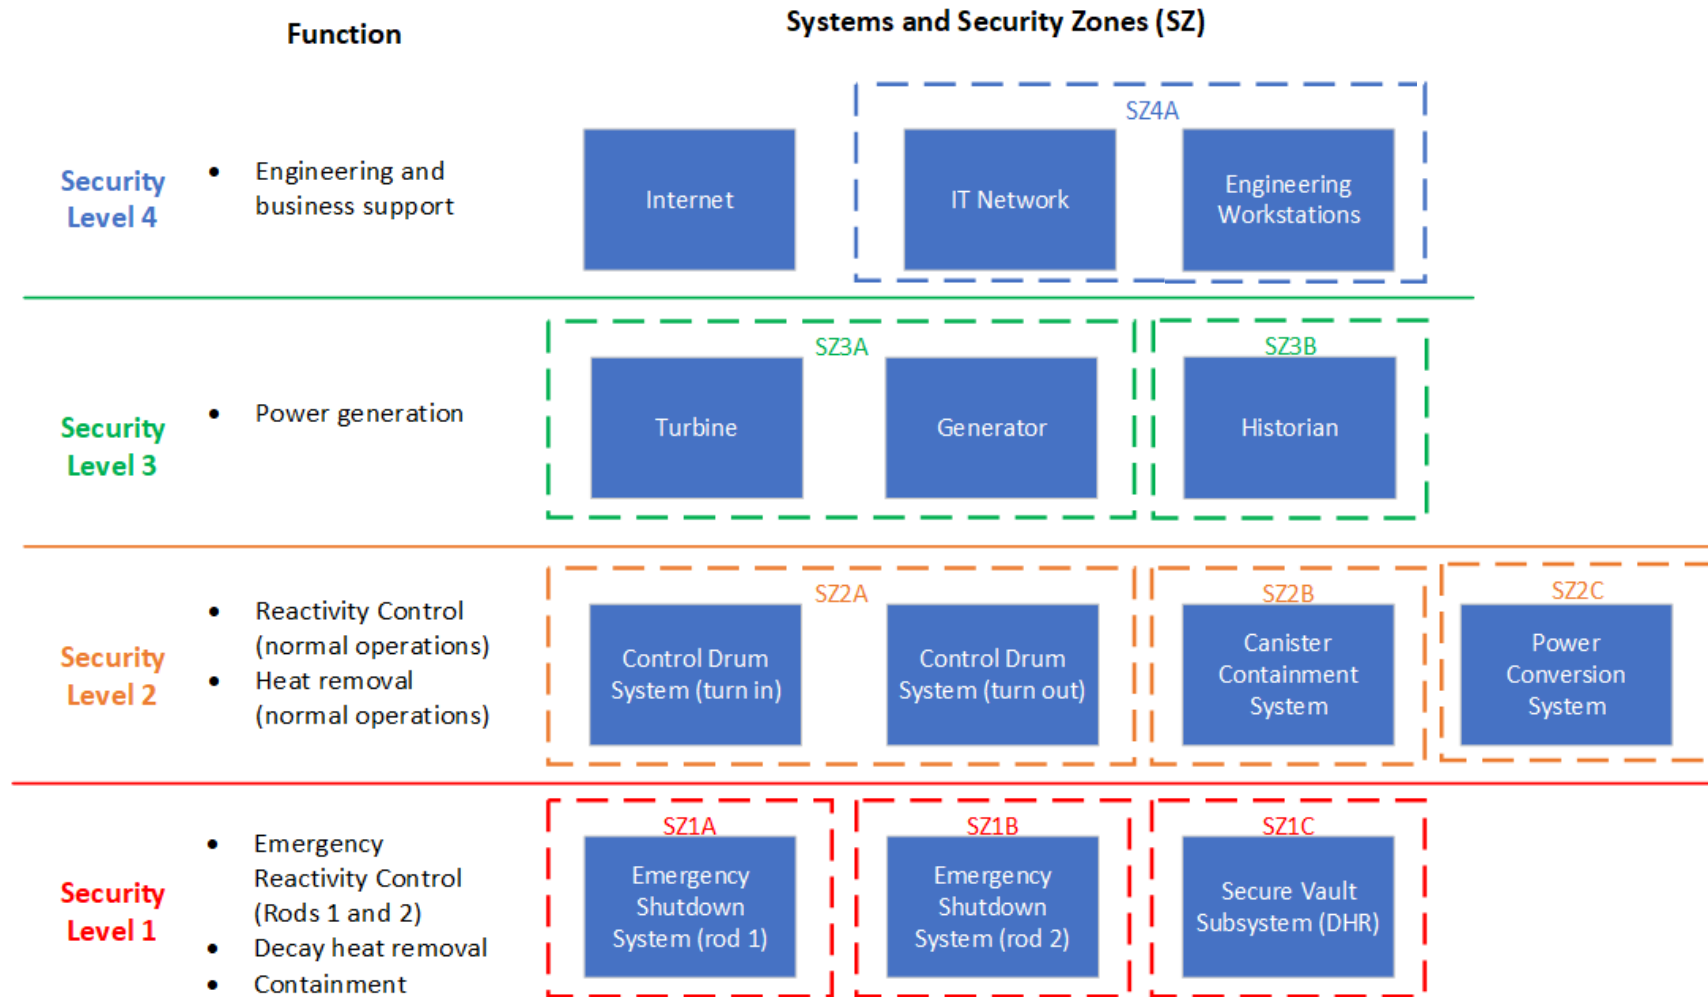 Function
Systems and Security Zones (SZ)
Security
Level 4
• Engineering and
business support
SZ4A
Internet
IT Network
Engineering
Workstations
Security
Level 3
• Power generation
SZ3A
Turbine
Generator
SZ3B
Historian
Security
Level 2
• Reactivity Control
(normal operations)
• Heat removal
(normal operations)
SZ2A
Control Drum
System (turn in)
Control Drum
System (turn out)
SZ2B
Canister
Containment
System
SZ2C
Power
Conversion
System
Security
Level 1
• Emergency
Reactivity Control
(Rods 1 and 2)
• Decay heat removal
• Containment
SZ1A
Emergency
Shutdown
System (rod 1)
SZ1B
Emergency
Shutdown
System (rod 2)
SZ1C
Secure Vault
Subsystem (DHR)